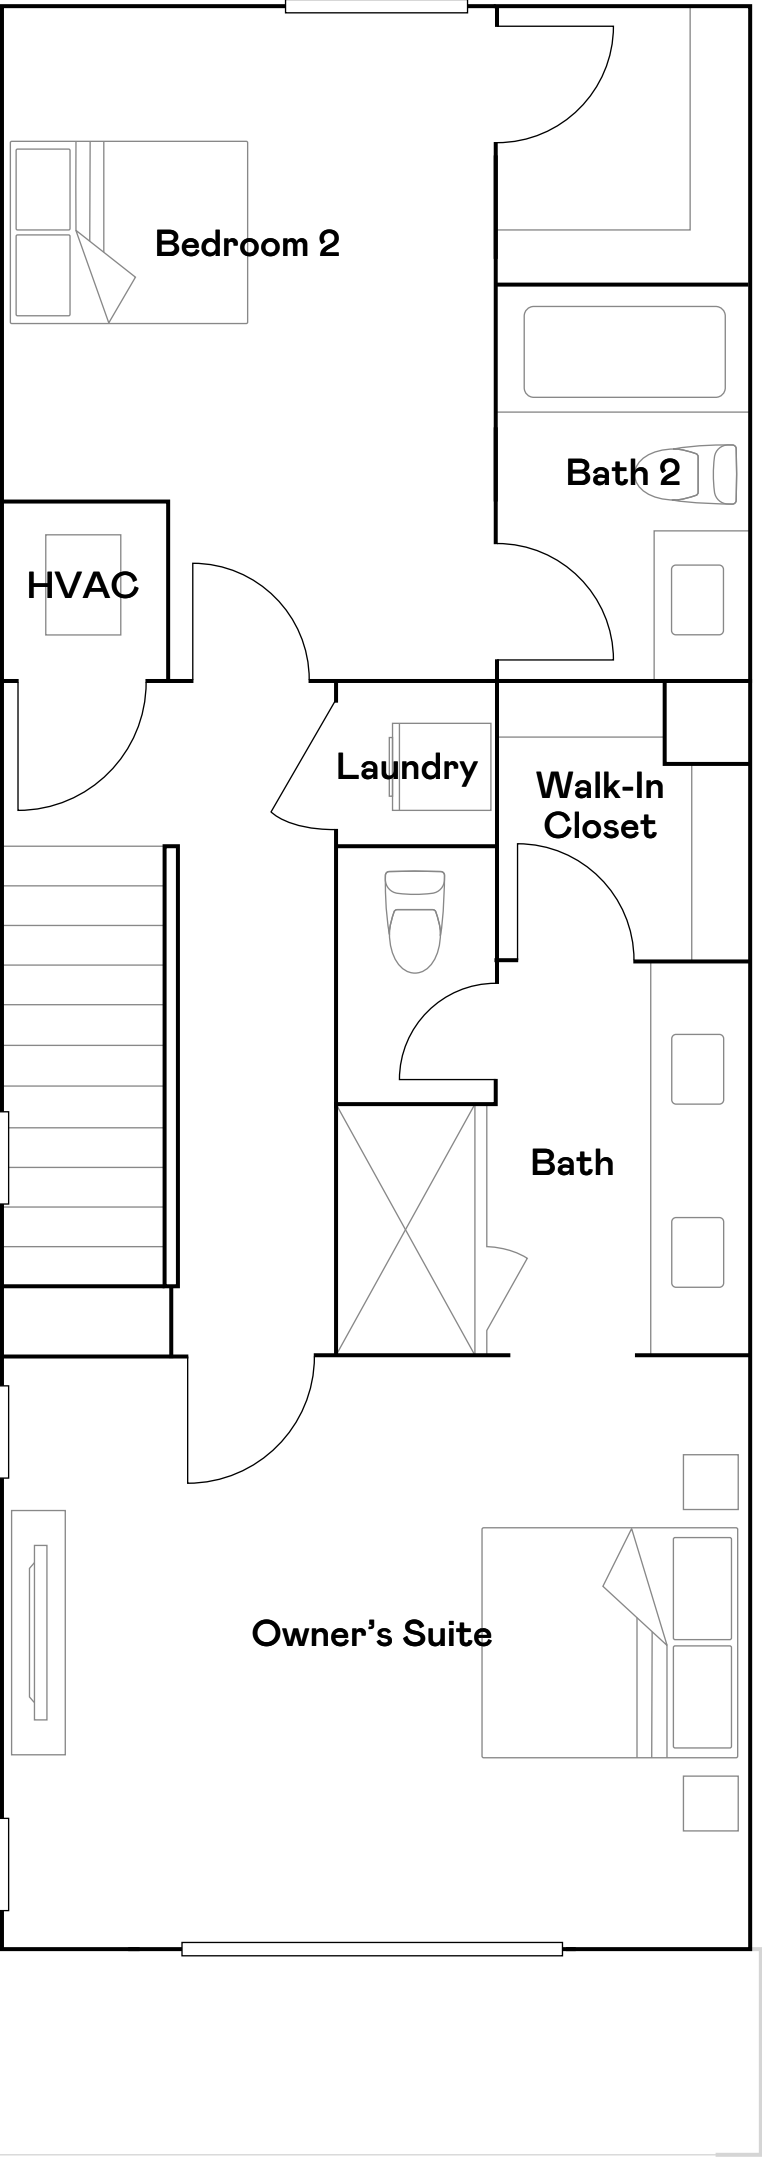 Bedroom 2
Bath 2
HVAC
Laundry
Walk-In
Closet
Bath
Owner’s Suite